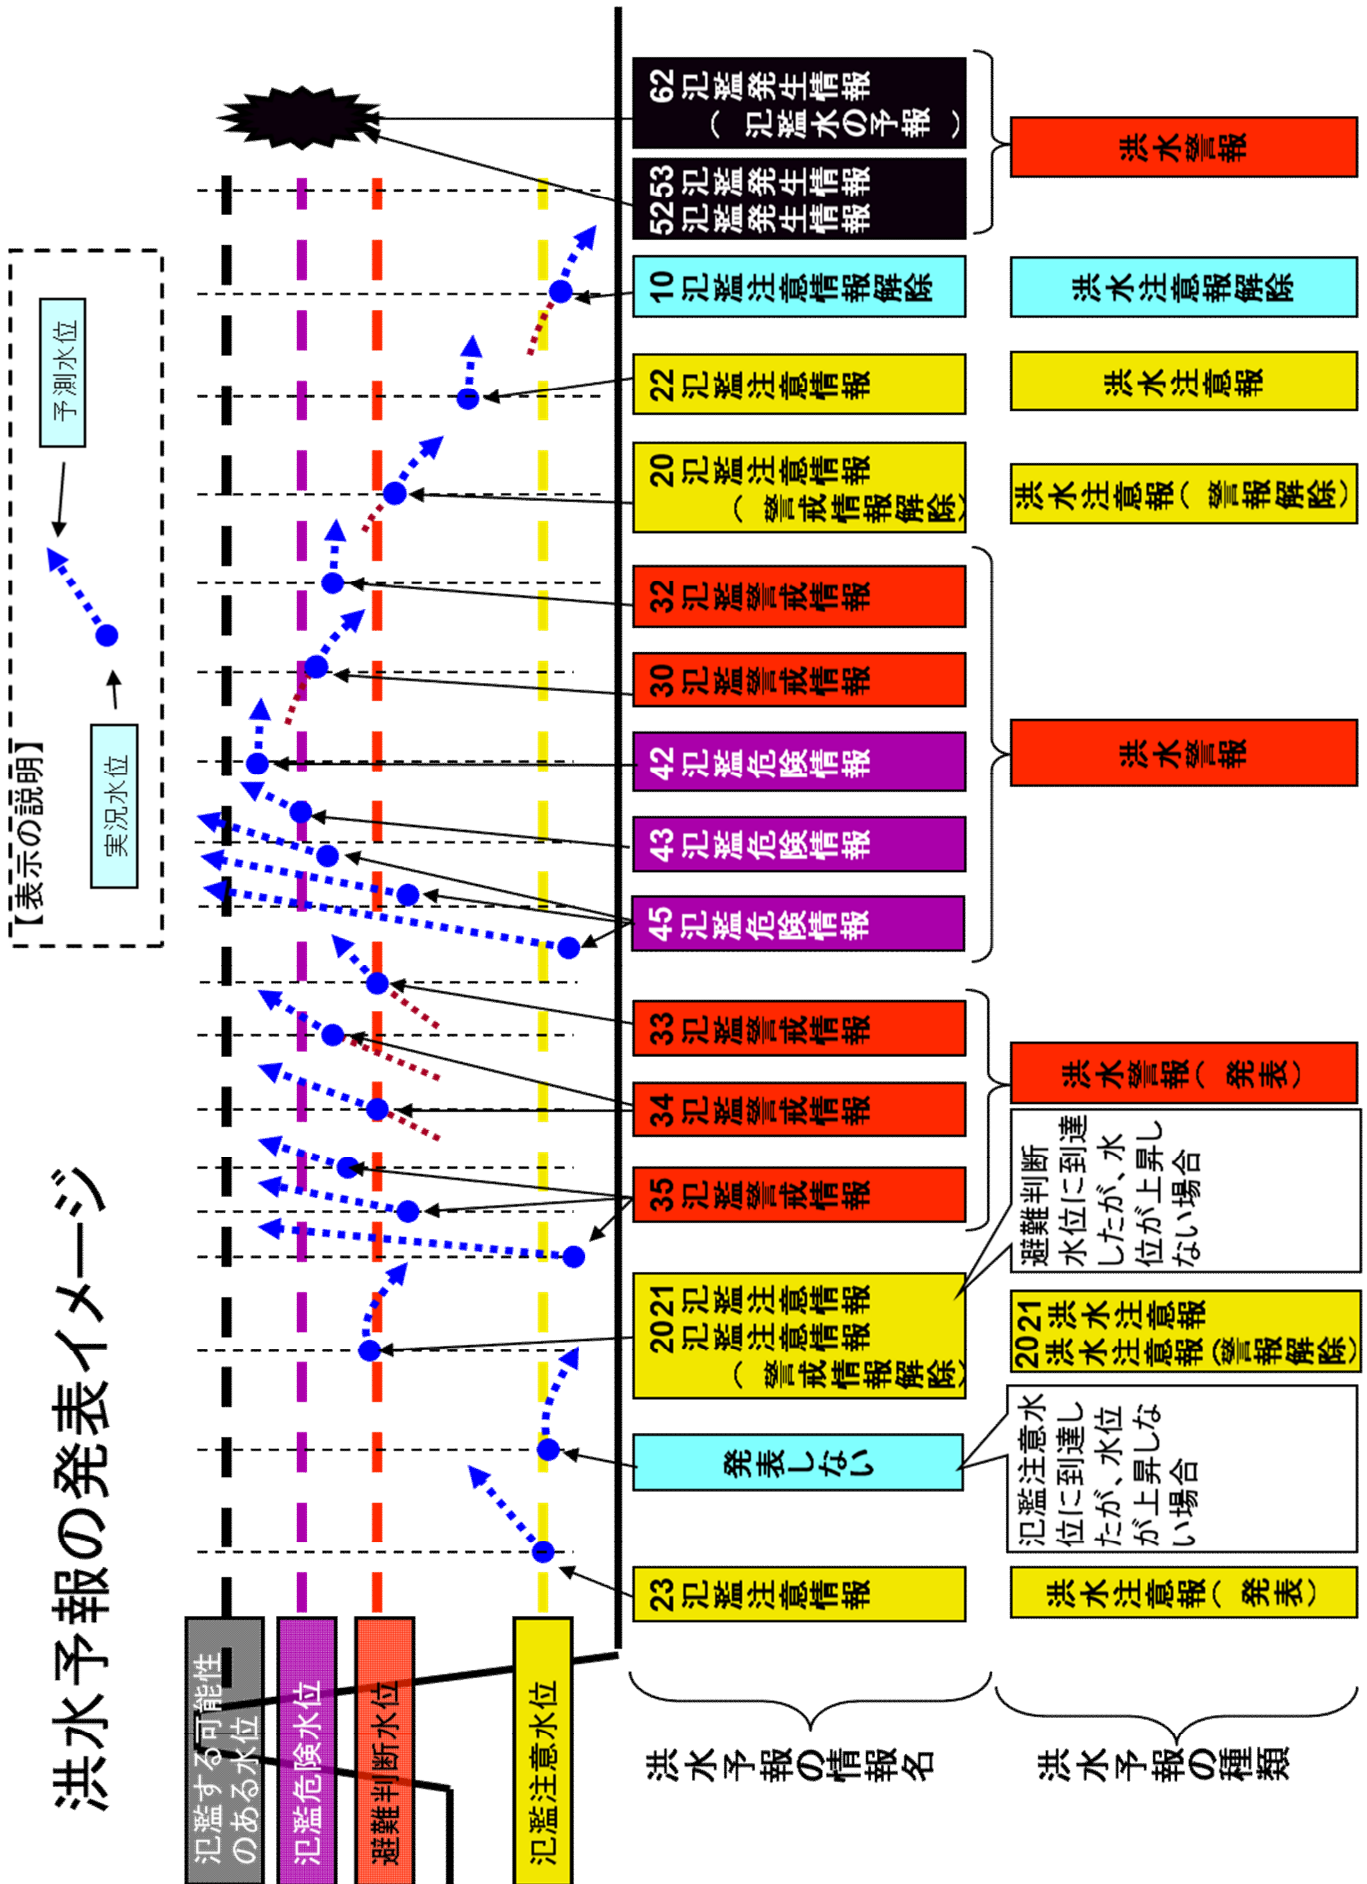 洪水予報の発表イメージ
【表示の説明】
実況水位
予測水位
氾濫する可能性
のある水位
氾濫危険水位
避難判断水位
氾濫注意水位
洪水予報の情報名
23
氾濫注意情報
発表しない
2021
氾濫注意情報
氾濫注意情報
(警戒情報解除)
35
氾濫警戒情報
34
氾濫警戒情報
33
氾濫警戒情報
45
氾濫危険情報
43
氾濫危険情報
42
氾濫危険情報
30
氾濫警戒情報
32
氾濫警戒情報
20
氾濫注意情報
(警戒情報解除)
22
氾濫注意情報
10
氾濫注意情報解除
5253
氾濫発生情報
氾濫発生情報
62
氾濫発生情報
(氾濫水の予報)
洪水予報の種類
洪水注意報(発表)
氾濫注意水
位に到達し
たが、水位
が上昇しな
い場合
2021
洪水注意報
洪水注意報(警報解除)
避難判断
水位に到達
したが、水
位が上昇し
ない場合
洪水警報(発表)
洪水警報
洪水注意報(警報解除)
洪水注意報
洪水注意報解除
洪水警報